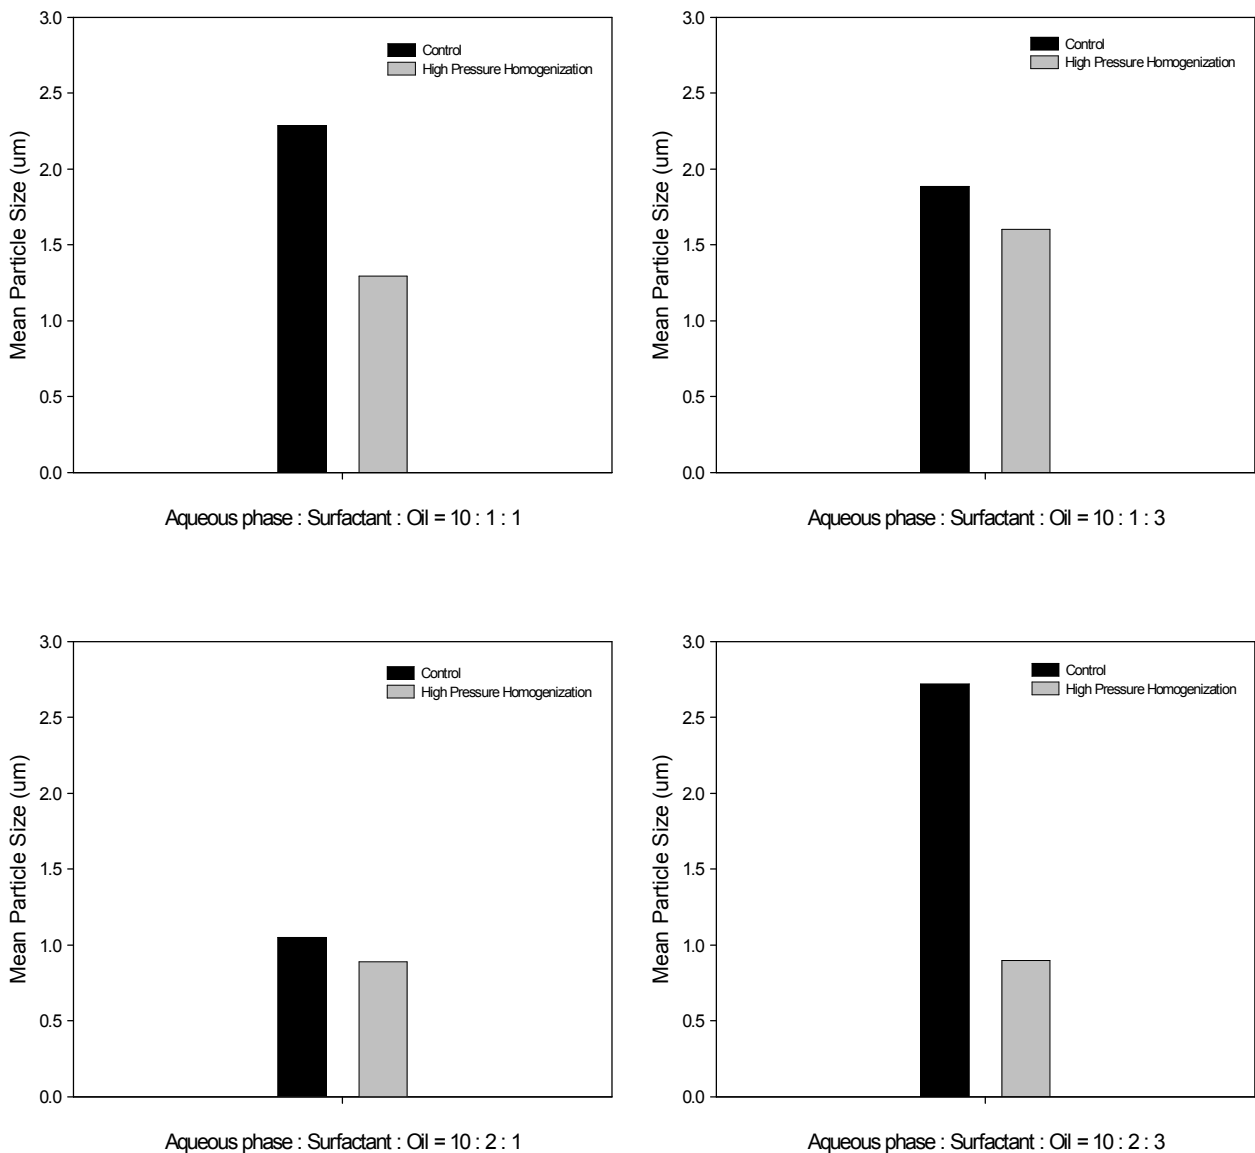 3.0
2.5
2.0
1.5
1.0
0.5
0.0
Mean Particle Size (um)
Control
High Pressure Homogenization
Aqueous phase : Surfactant : Oil = 10 : 1 : 1
3.0
2.5
2.0
1.5
1.0
0.5
0.0
Mean Particle Size (um)
Control
High Pressure Homogenization
Aqueous phase : Surfactant : Oil = 10 : 1 : 3
3.0
2.5
2.0
1.5
1.0
0.5
0.0
Mean Particle Size (um)
Control
High Pressure Homogenization
Aqueous phase : Surfactant : Oil = 10 : 2 : 1
3.0
2.5
2.0
1.5
1.0
0.5
0.0
Mean Particle Size (um)
Control
High Pressure Homogenization
Aqueous phase : Surfactant : Oil = 10 : 2 : 3